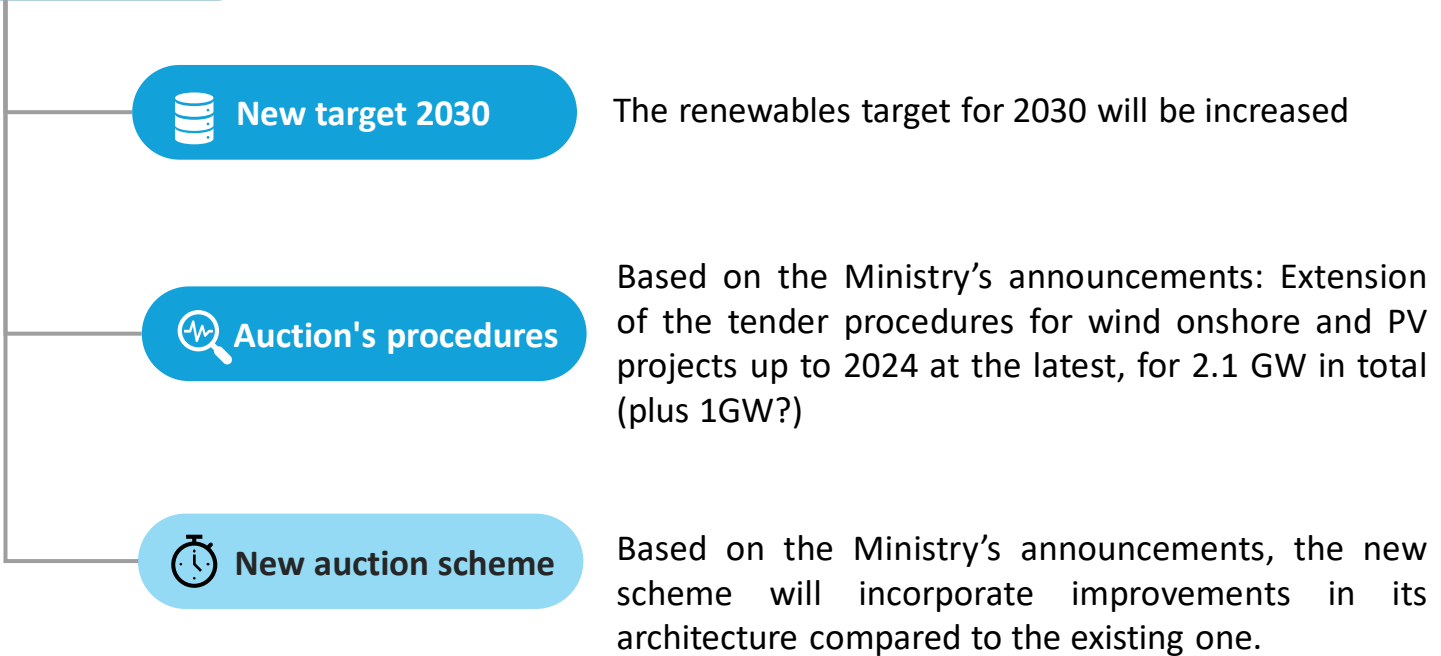 New target 2030
The renewables target for 2030 will be increased
Auction's procedures
Based on the Ministry’s announcements: Extension
of the tender procedures for wind onshore and PV
projects up to 2024 at the latest, for 2.1 GW in total
(plus 1GW?)
New auction scheme
Based on the Ministry’s announcements, the new
scheme will incorporate improvements in its
architecture compared to the existing one.